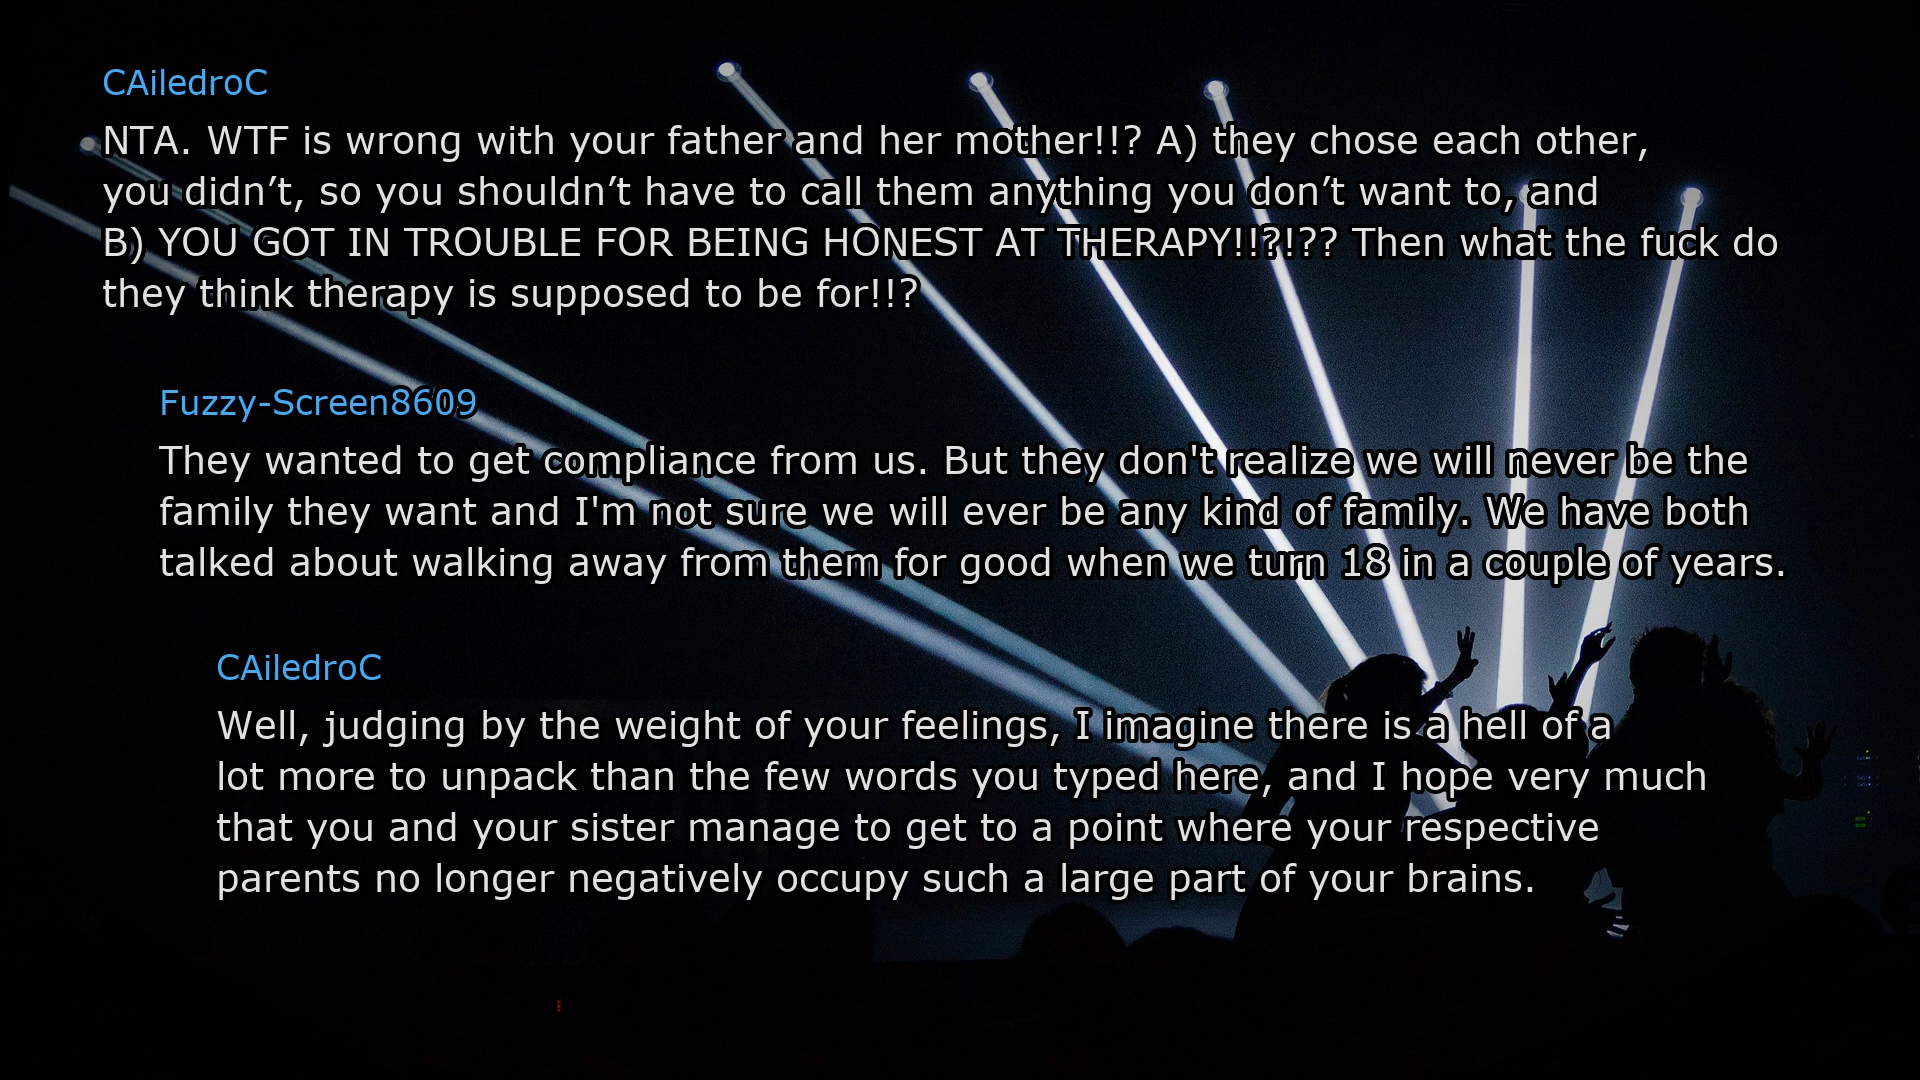 CAiledroC
NTA. WTF is wrong with your father and her mother!!? A) they chose each other,
you didn’t, so you shouldn’t have to call them anything you don’t want to, and
B) YOU GOT IN TROUBLE FOR BEING HONEST AT THERAPY!!?!?? Then what the fuck do
they think therapy is supposed to be for!!?
Fuzzy-Screen8609
They wanted to get compliance from us. But they don't realize we will never be the
family they want and I'm not sure we will ever be any kind of family. We have both
talked about walking away from them for good when we turn 18 in a couple of years.
CAiledroC
Well, judging by the weight of your feelings, I imagine there is a hell of a
lot more to unpack than the few words you typed here, and I hope very much
that you and your sister manage to get to a point where your respective
parents no longer negatively occupy such a large part of your brains.